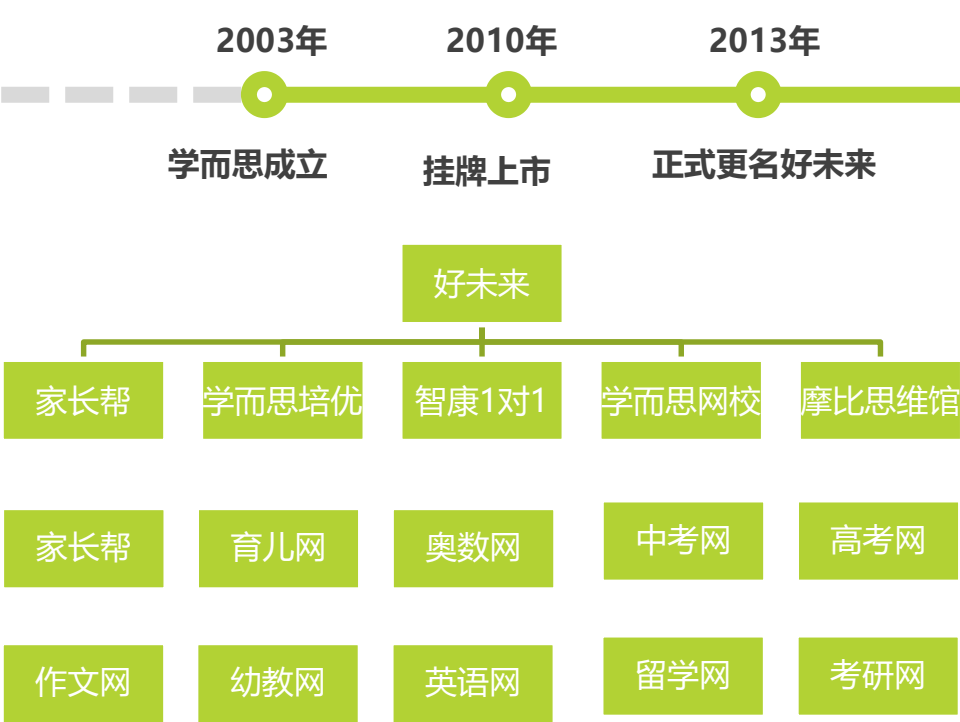 2003年 2010年 2013年
学而思成立 挂牌上市 正式更名好未来
好未来
家长帮 学而思培优 智康1对1 学而思网校 摩比思维馆
家长帮 育儿网 奥数网 中考网 高考网
作文网 幼教网 英语网 留学网 考研网